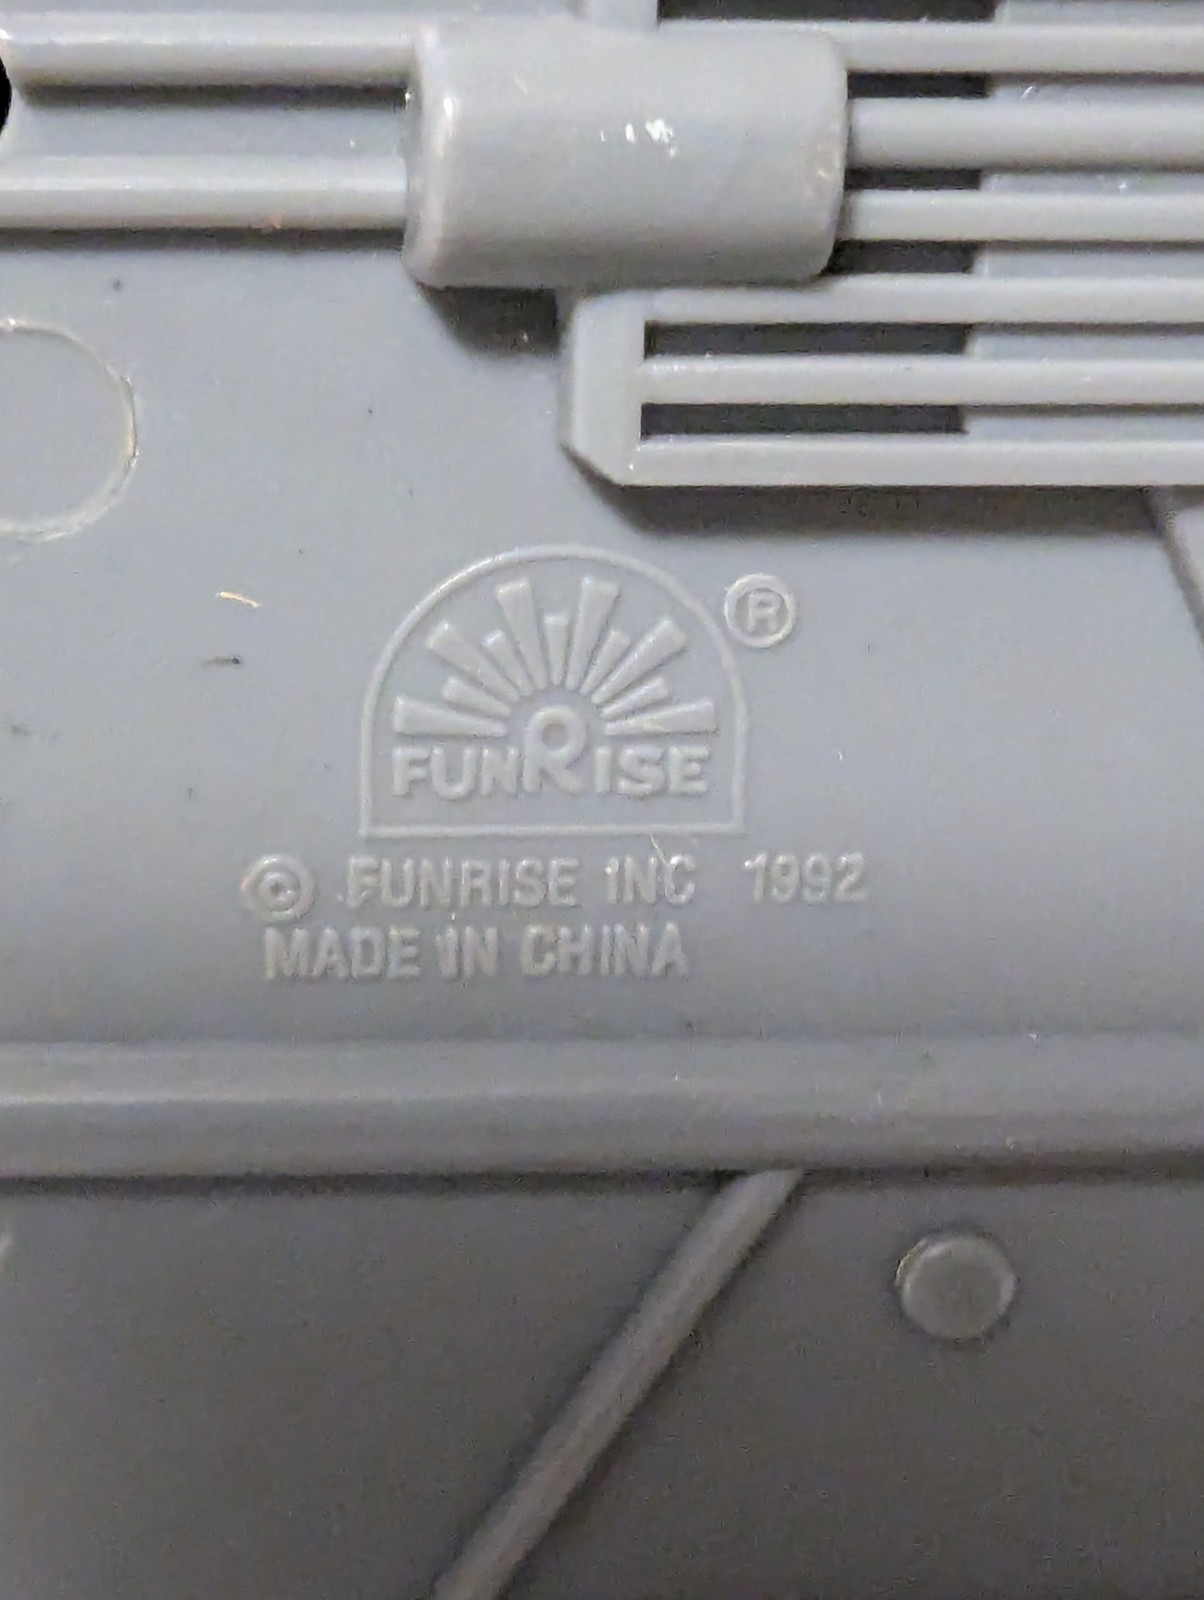 ®
FUNRISE
© FUNRISE INC 1992
MADE IN CHINA